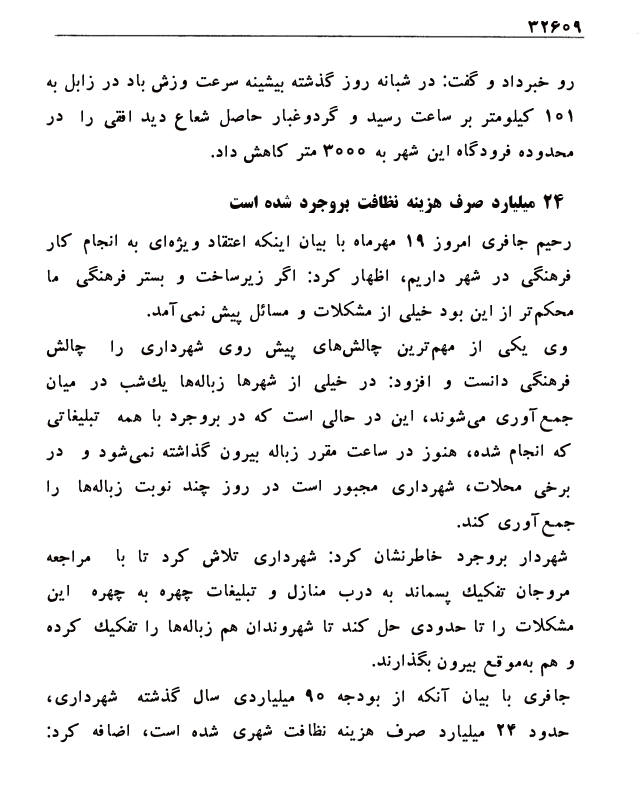 ۳۲۶۰۹
رو خبرداد و گفت: در شبانه روز گذشته بیشینه سرعت وزش باد در زابل به
۱۰۱ کیلومتر بر ساعت رسید و گردوغبار حاصل شعاع دید افقی را در
محدوده فرودگاه این شهر به ۳۰۰۰ متر کاهش داد.
۲۴ میلیارد صرف هزینه نظافت بروجرد شده است
رحیم جافری امروز ۱۹ مهرماه با بیان اینکه اعتقاد ویژه‌ای به انجام کار
فرهنگی در شهر داریم، اظهار کرد: اگر زیرساخت و بستر فرهنگی ما
محکم‌تر از این بود خیلی از مشکلات و مسائل پیش نمی‌آمد.
وی یکی از مهم‌ترین چالش‌های پیش روی شهرداری را چالش
فرهنگی دانست و افزود: در خیلی از شهرها زباله‌ها یك‌شب در میان
جمع‌آوری می‌شوند، این در حالی است که در بروجرد با همه تبلیغاتی
که انجام شده، هنوز در ساعت مقرر زباله بیرون گذاشته نمی‌شود و در
برخی محلات، شهرداری مجبور است در روز چند نوبت زباله‌ها را
جمع‌آوری کند.
شهردار بروجرد خاطرنشان کرد: شهرداری تلاش کرد تا با مراجعه
مروجان تفکیك پسماند به درب منازل و تبلیغات چهره به چهره این
مشکلات را تا حدودی حل کند تا شهروندان هم زباله‌ها را تفکیك کرده
و هم به‌موقع بیرون بگذارند.
جافری با بیان آنکه از بودجه ۹۰ میلیاردی سال گذشته شهرداری،
حدود ۲۴ میلیارد صرف هزینه نظافت شهری شده است، اضافه کرد: